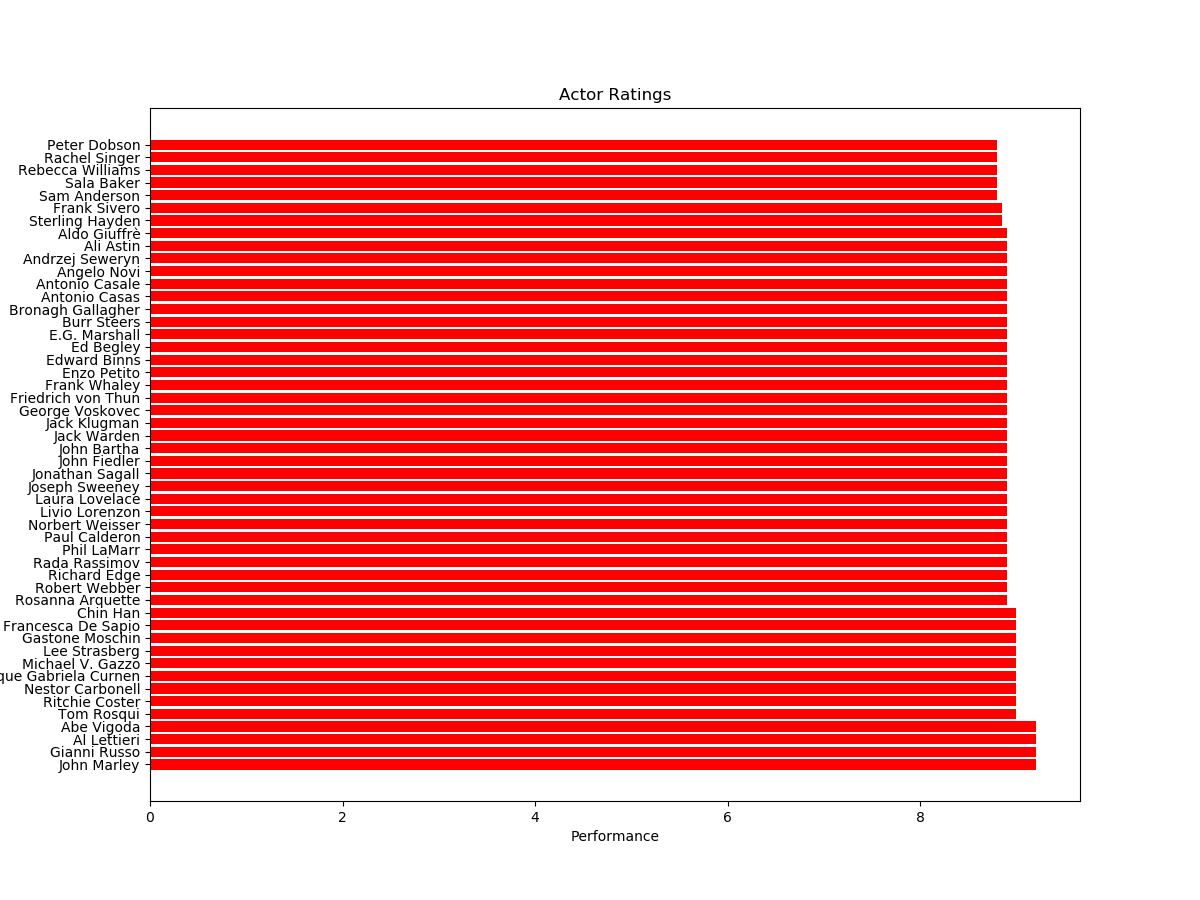 Actor Ratings
Peter Dobson
Rachel Singer
Rebecca Williams
Sala Baker
Sam Anderson
Frank Sivero
Sterling Hayden
Aldo Giuffrè
Ali Astin
Andrzej Seweryn
Angelo Novi
Antonio Casale
Antonio Casas
Bronagh Gallagher
Burr Steers
E.G. Marshall
Ed Begley
Edward Binns
Enzo Petito
Frank Whaley
Friedrich von Thun
George Voskovec
Jack Klugman
Jack Warden
John Bartha
John Fiedler
Jonathan Sagall
Joseph Sweeney
Laura Lovelace
Livio Lorenzon
Norbert Weisser
Paul Calderon
Phil LaMarr
Rada Rassimov
Richard Edge
Robert Webber
Rosanna Arquette
Chin Han
Francesca De Sapio
Gastone Moschin
Lee Strasberg
Michael V. Gazzo
que Gabriela Curnen
Nestor Carbonell
Ritchie Coster
Tom Rosqui
Abe Vigoda
Al Lettieri
Gianni Russo
John Marley
0 2 4 6 8
Performance